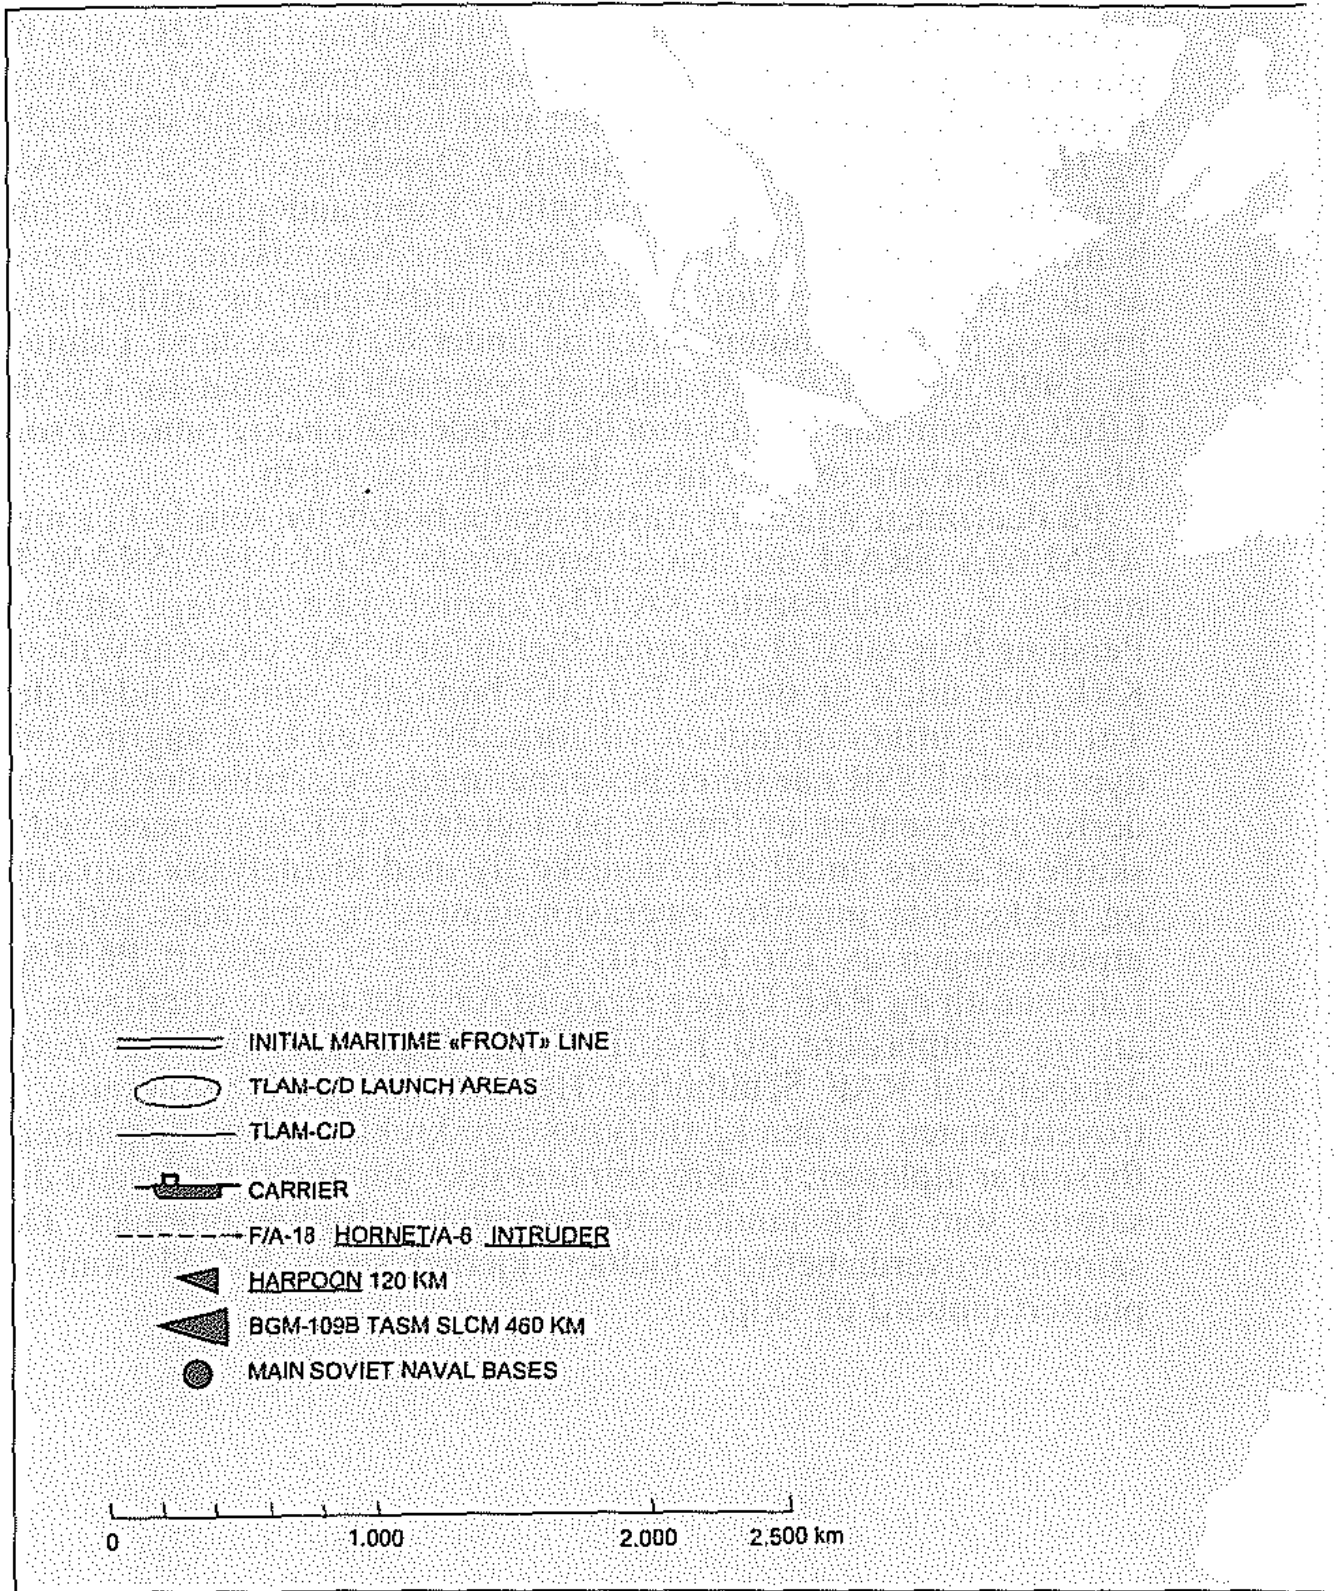 INITIAL MARITIME «FRONT» LINE
TLAM-C/D LAUNCH AREAS
TLAM-C/D
CARRIER
F/A-18 HORNET/A-6 INTRUDER
HARPOON 120 KM
BGM-109B TASM SLCM 460 KM
MAIN SOVIET NAVAL BASES
0 1.000 2.000 2,500 km